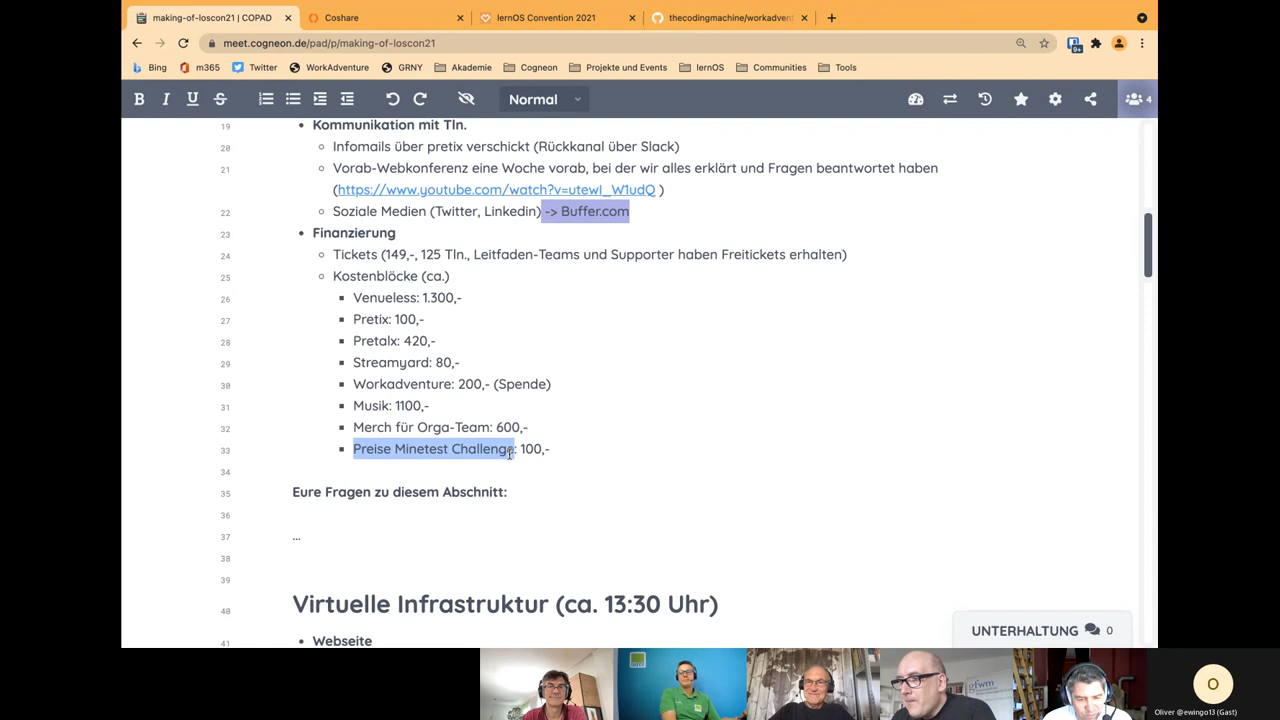 making-of-loscon21 | COPAD
Coshare
lernOS Convention 2021
thecodingmachine/workadvent
meet.cogneon.de/pad/p/making-of-loscon21
9+
Bing
m365
Twitter
WorkAdventure
GRNY
Akademie
Cogneon
Projekte und Events
lernOS
Communities
Tools
B I U S
Normal
4
19 Kommunikation mit Tln.
20 Infomails über pretix verschickt (Rückkanal über Slack)
21 Vorab-Webkonferenz eine Woche vorab, bei der wir alles erklärt und Fragen beantwortet haben
(https://www.youtube.com/watch?v=utewI_W1udQ )
22 Soziale Medien (Twitter, Linkedin) -> Buffer.com
23 Finanzierung
24 Tickets (149,-, 125 Tln., Leitfaden-Teams und Supporter haben Freitickets erhalten)
25 Kostenblöcke (ca.)
26 Venueless: 1.300,-
27 Pretix: 100,-
28 Pretalx: 420,-
29 Streamyard: 80,-
30 Workadventure: 200,- (Spende)
31 Musik: 1100,-
32 Merch für Orga-Team: 600,-
33 Preise Minetest Challenge: 100,-
34
35 Eure Fragen zu diesem Abschnitt:
36
37 ...
38
39
40 Virtuelle Infrastruktur (ca. 13:30 Uhr)
41 Webseite
UNTERHALTUNG 0
gfwm
O
Oliver @ewingo13 (Gast)